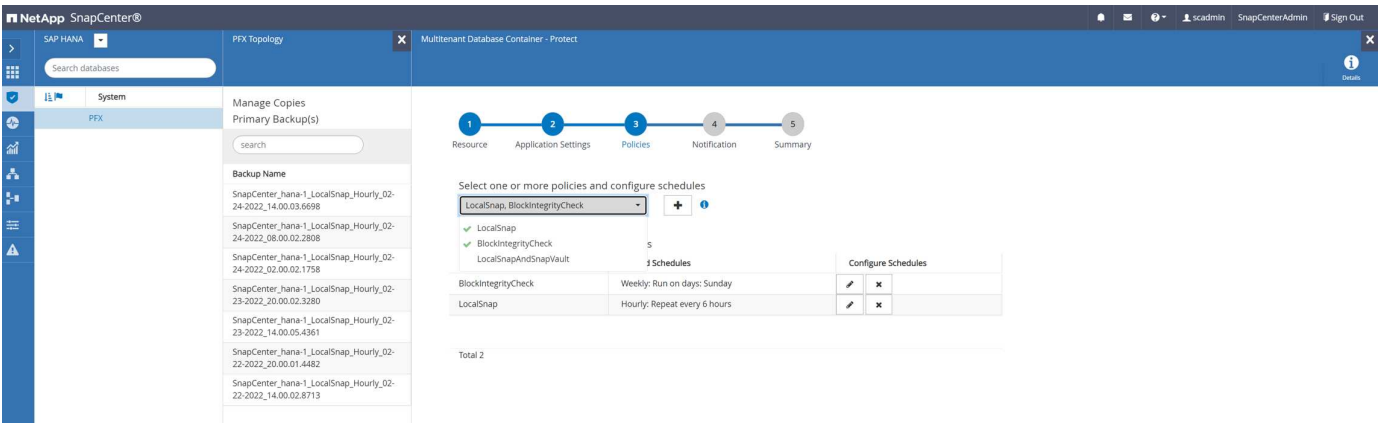 NetApp SnapCenter®
scadmin SnapCenterAdmin Sign Out
SAP HANA
Search databases
System
PFX
PFX Topology
Manage Copies
Primary Backup(s)
search
Backup Name
SnapCenter_hana-1_LocalSnap_Hourly_02-
24-2022_14.00.03.6698
SnapCenter_hana-1_LocalSnap_Hourly_02-
24-2022_08.00.02.2808
SnapCenter_hana-1_LocalSnap_Hourly_02-
24-2022_02.00.02.1758
SnapCenter_hana-1_LocalSnap_Hourly_02-
23-2022_20.00.02.3280
SnapCenter_hana-1_LocalSnap_Hourly_02-
23-2022_14.00.05.4361
SnapCenter_hana-1_LocalSnap_Hourly_02-
22-2022_20.00.01.4482
SnapCenter_hana-1_LocalSnap_Hourly_02-
22-2022_14.00.02.8713
Multitenant Database Container - Protect
Details
1 2 3 4 5
Resource Application Settings Policies Notification Summary
Select one or more policies and configure schedules
LocalSnap, BlockIntegrityCheck
LocalSnap
BlockIntegrityCheck
LocalSnapAndSnapVault
Schedules Configure Schedules
BlockIntegrityCheck Weekly: Run on days: Sunday
LocalSnap Hourly: Repeat every 6 hours
Total 2